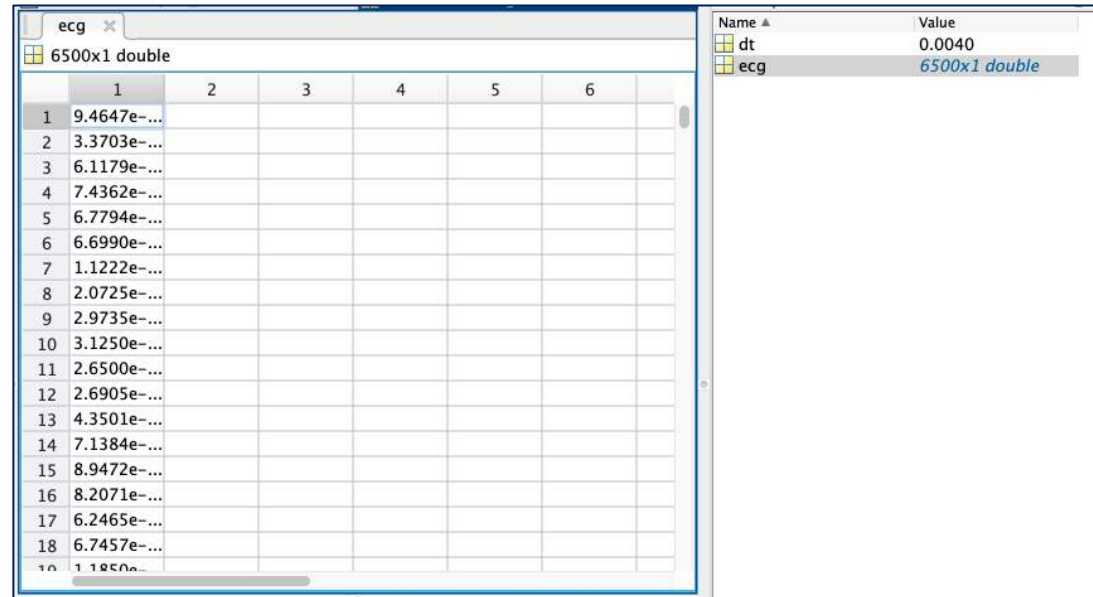 ecg
6500x1 double
1 2 3 4 5 6
1 9.4647e-...
2 3.3703e-...
3 6.1179e-...
4 7.4362e-...
5 6.7794e-...
6 6.6990e-...
7 1.1222e-...
8 2.0725e-...
9 2.9735e-...
10 3.1250e-...
11 2.6500e-...
12 2.6905e-...
13 4.3501e-...
14 7.1384e-...
15 8.9472e-...
16 8.2071e-...
17 6.2465e-...
18 6.7457e-...
19 1.1850e-
Name Value
dt 0.0040
ecg 6500x1 double